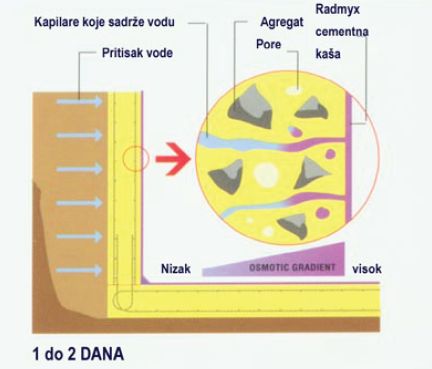 Kapilare koje sadrže vodu
Pritisak vode
Agregat
Pore
Radmyx
cementna
kaša
Nizak
OSMOTIC GRADIENT
visok
1 do 2 DANA